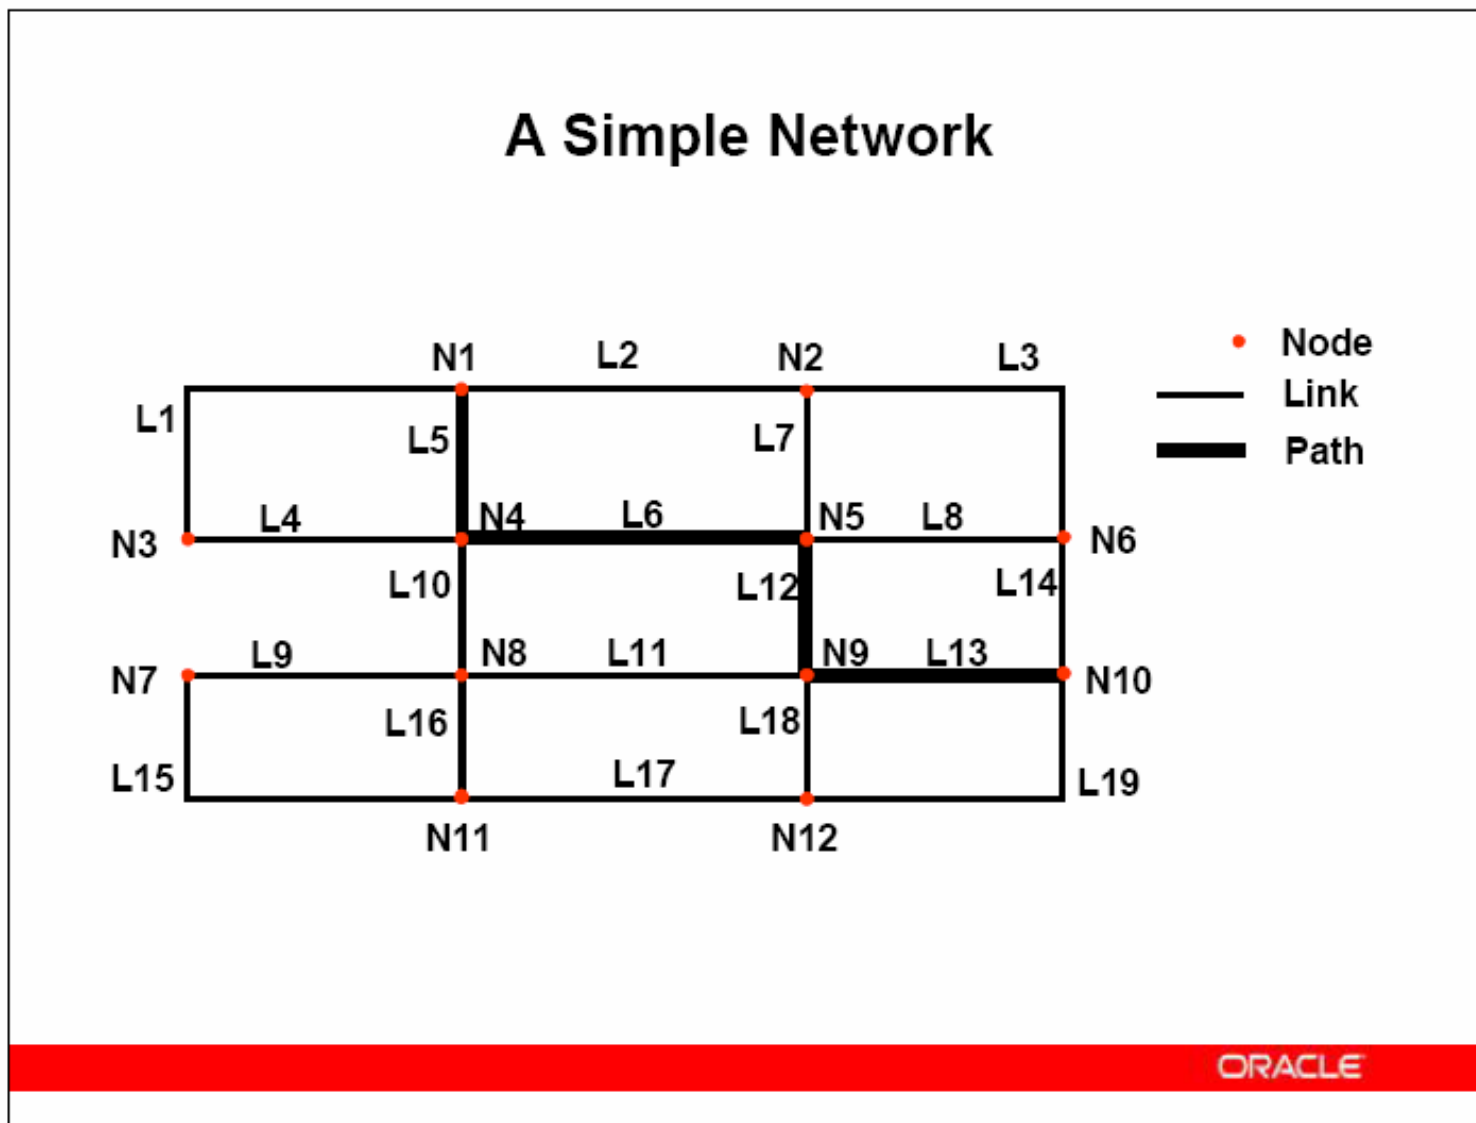 A Simple Network
N1 L2 N2 L3
Node
Link
Path
L1 L5 L7
L4 N4 L6 N5 L8
N3 N6
L10 L12 L14
L9 N8 L11 N9 L13
N7 N10
L16 L18
L15 L17 L19
N11 N12
ORACLE